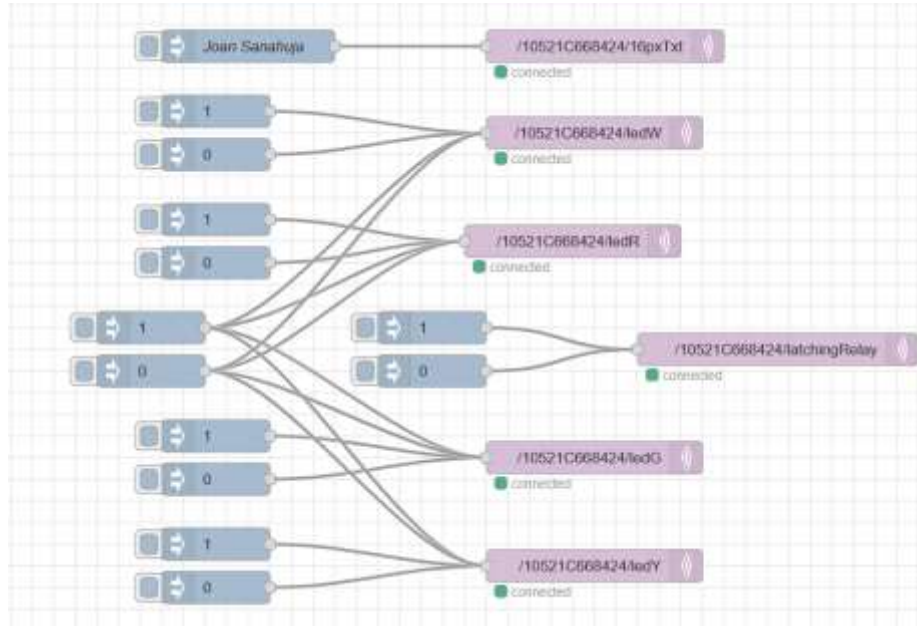 Joan Sanahuja
/10521C668424/16pxTxt
connected
1
/10521C668424/ledW
0
connected
1
/10521C668424/ledR
0
connected
1
1
/10521C668424/latchingRelay
0
0
connected
1
/10521C668424/ledG
0
connected
1
/10521C668424/ledY
0
connected